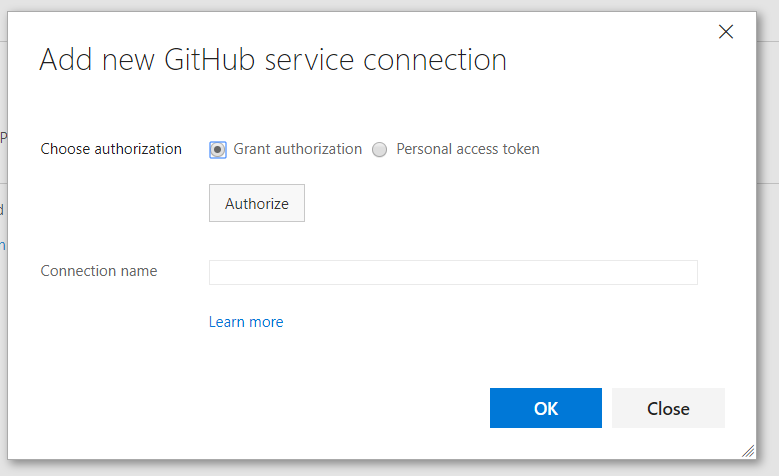 Add new GitHub service connection
P
Choose authorization Grant authorization Personal access token
Authorize
d
n
Connection name
Learn more
OK Close